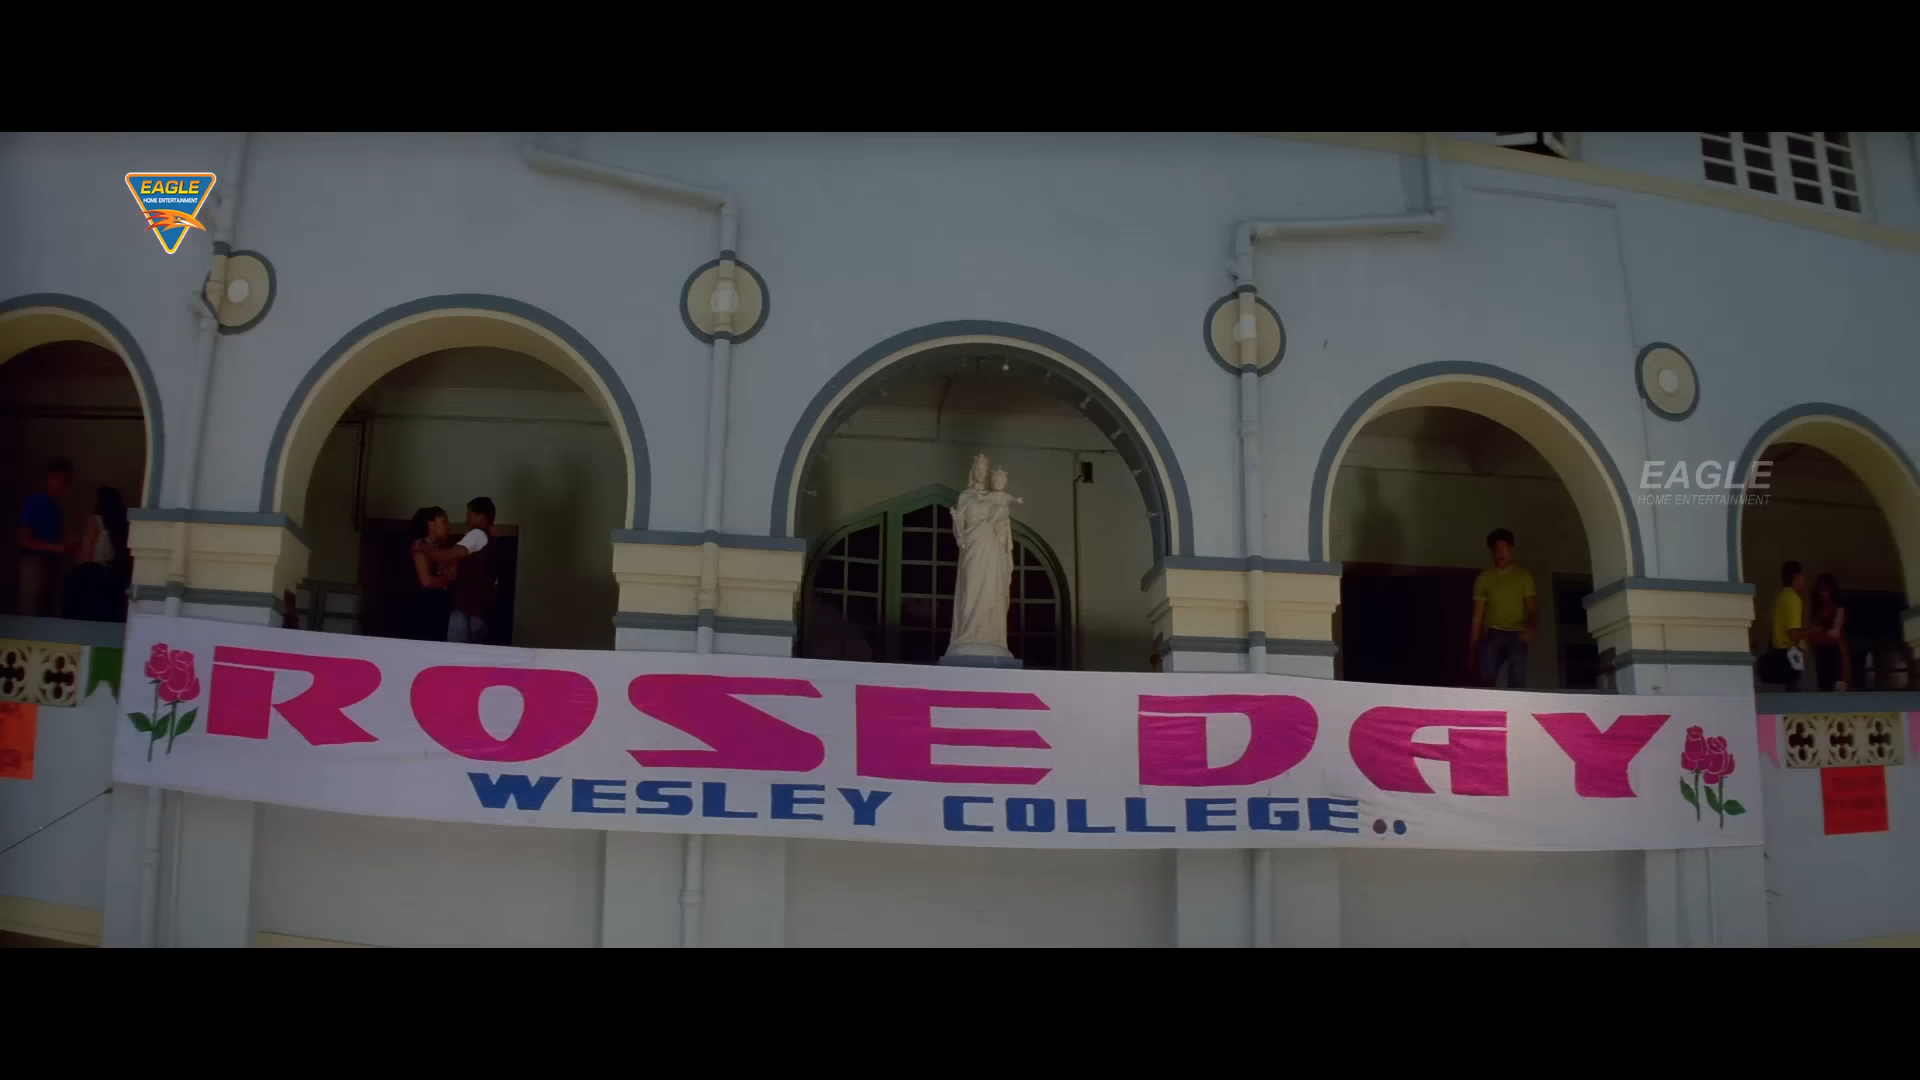 EAGLE
HOME ENTERTAINMENT
EAGLE
HOME ENTERTAINMENT
ROSE DAY
WESLEY COLLEGE..